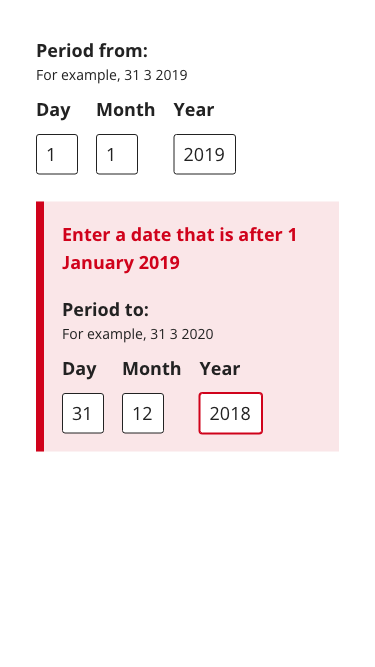 Period from:
For example, 31 3 2019
Day Month Year
1 1 2019
Enter a date that is after 1
January 2019
Period to:
For example, 31 3 2020
Day Month Year
31 12 2018